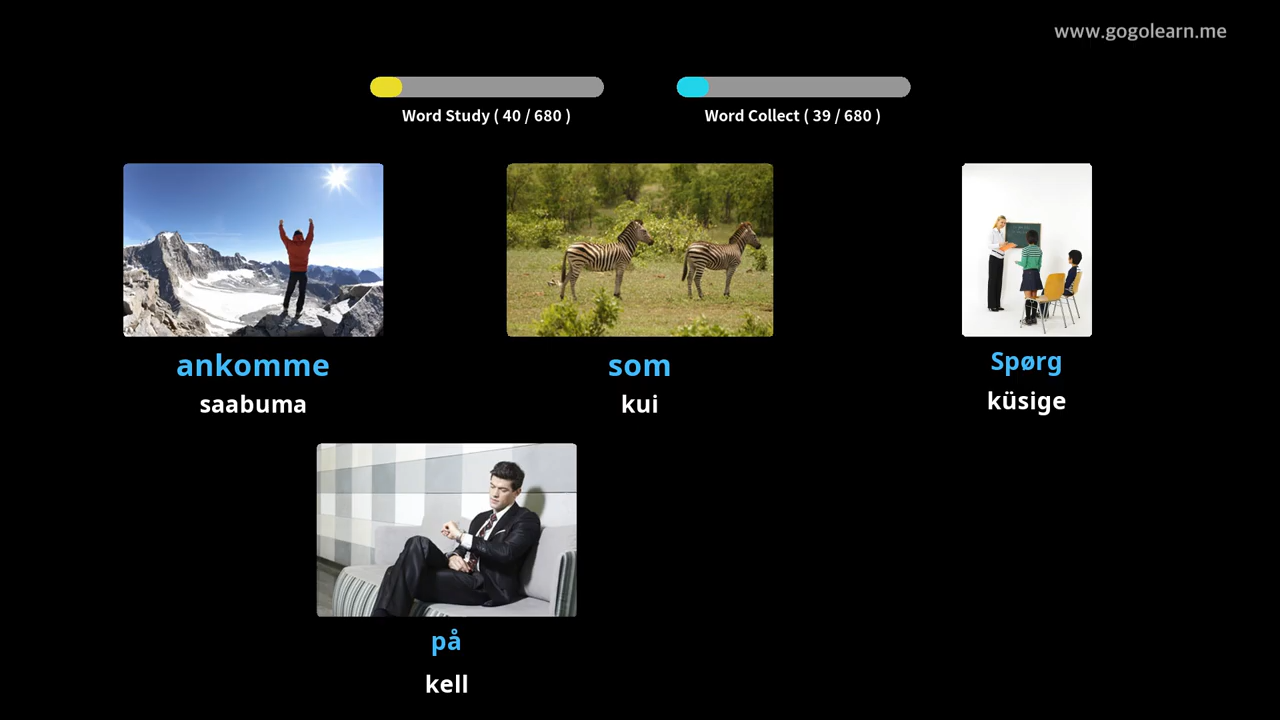 www.gogolearn.me
Word Study ( 40 / 680 )
Word Collect ( 39 / 680 )
ankomme
saabuma
som
kui
Spørg
küsige
på
kell